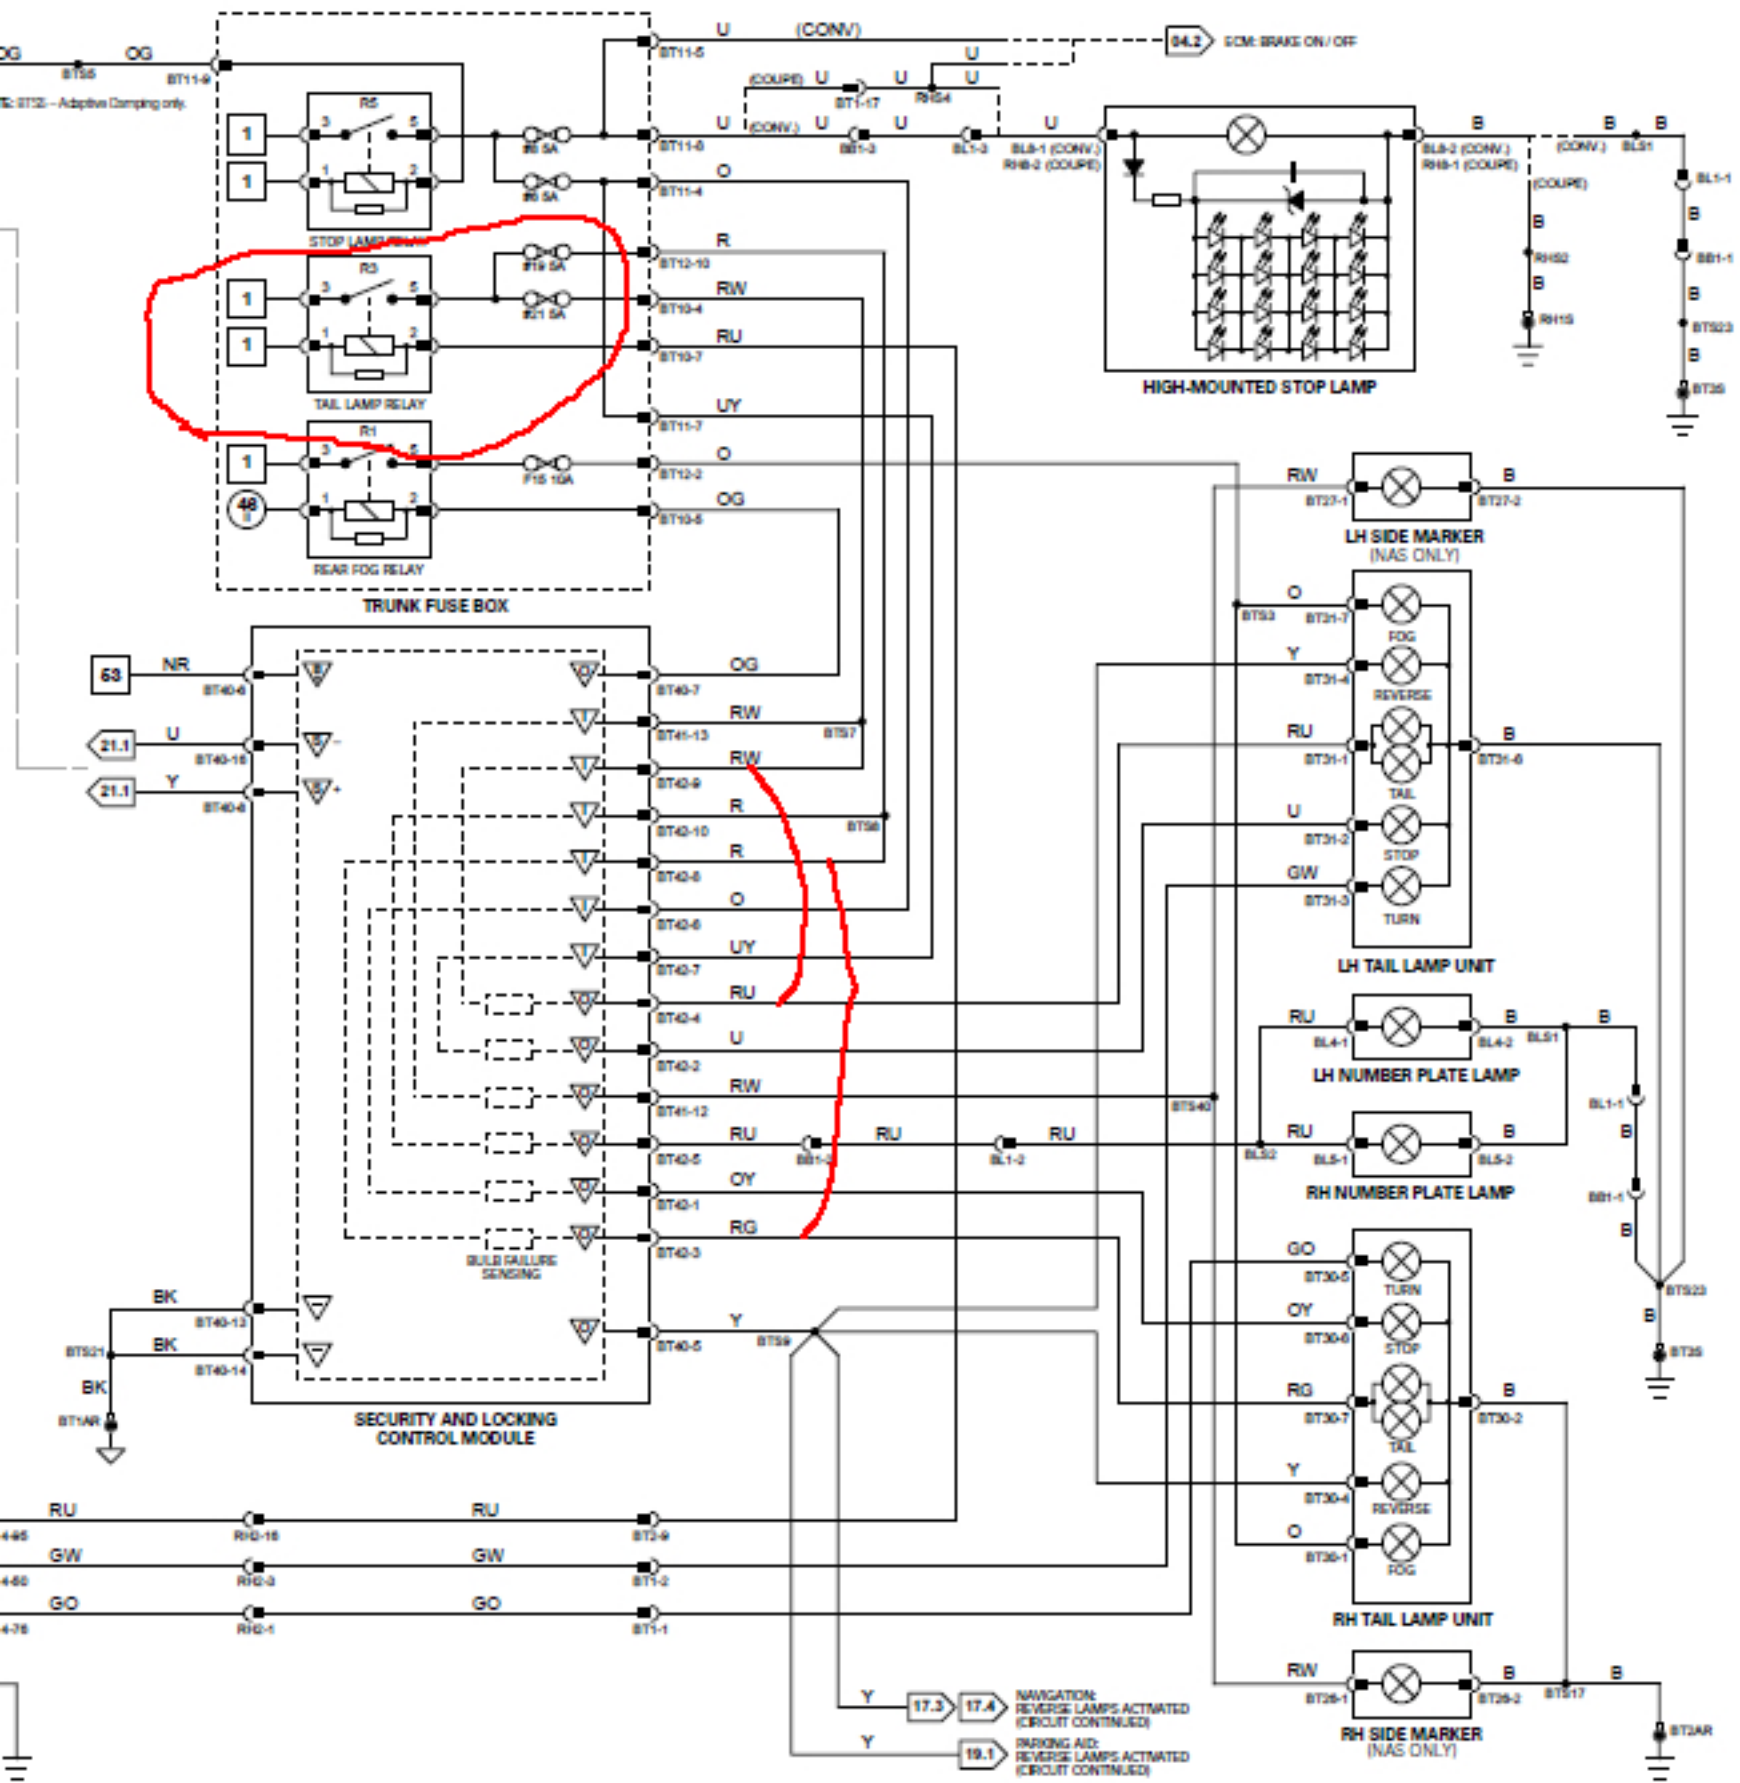 U (CONV)
04.2 ECM: BRAKE ON / OFF
OG OG
BTS5 BT11-9
BT11-5
U
(COUPE) U U U
BT1-17 RHS4
– Adaptive Damping only.
R5
1 3 5
#8 5A
BT11-6
U (CONV.) U U U
BB1-3 BL1-3
BL8-1 (CONV.)
RH8-2 (COUPE)
B
BL8-2 (CONV.)
RH8-1 (COUPE)
(CONV.) B BLS1 B
1 1 2
#6 5A
BT11-4
O
(COUPE)
BL1-1
B
B
STOP LAMP RELAY
R
#19 5A
BT12-10
RHS2
BB1-1
R3
1 3 5
#21 5A
RW
BT10-4
B
B
RH1S
BTS23
1 1 2
RU
BT10-7
B
HIGH-MOUNTED STOP LAMP
BT3S
TAIL LAMP RELAY
UY
BT11-7
R1
1 3 5
F15 10A
O
BT12-2
RW
BT27-1
B
BT27-2
46
II
1 2
OG
BT10-5
LH SIDE MARKER
(NAS ONLY)
REAR FOG RELAY
TRUNK FUSE BOX
O
BTS3 BT31-7
FOG
53 NR
BT40-6
B
O
OG
BT40-7
Y
BT31-4
REVERSE
21.1 U
BT40-16
S –
I
RW
BT41-13
BTS7
RU
BT31-1
B
BT31-6
21.1 Y
BT40-8
S +
I
RW
BT42-9
TAIL
I
R
BT42-10
BTS8
U
BT31-2
STOP
I
R
BT42-8
GW
BT31-3
I
O
BT42-6
TURN
I
UY
BT42-7
LH TAIL LAMP UNIT
O
RU
BT42-4
RU
BL4-1
B
BL4-2
BLS1
B
O
U
BT42-2
LH NUMBER PLATE LAMP
O
RW
BT41-12
BTS40
BL1-1
O
RU
BT42-5
RU
BL1-2
RU
BLS2
RU
BL5-1
B
BL5-2
B
O
OY
BT42-1
RH NUMBER PLATE LAMP
BB1-1
O
RG
BT42-3
B
BULB FAILURE
SENSING
GO
BT30-5
TURN
BTS23
BK
BT40-13
OY
BT30-6
STOP
B
BTS21
BK
BT40-14
O
Y
BT40-5
BTS9
BT3S
BK
BT1AR
RG
BT30-7
TAIL
B
BT30-2
SECURITY AND LOCKING
CONTROL MODULE
Y
BT30-4
REVERSE
RU
RH2-16
RU
BT2-9
O
BT30-1
FOG
GW
RH2-3
GW
BT1-2
GO
RH2-1
GO
BT1-1
RH TAIL LAMP UNIT
RW
BT26-1
B
BT26-2
BTS17
B
Y
17.3 17.4
NAVIGATION:
REVERSE LAMPS ACTIVATED
(CIRCUIT CONTINUED)
BT2AR
RH SIDE MARKER
(NAS ONLY)
Y
19.1
PARKING AID:
REVERSE LAMPS ACTIVATED
(CIRCUIT CONTINUED)